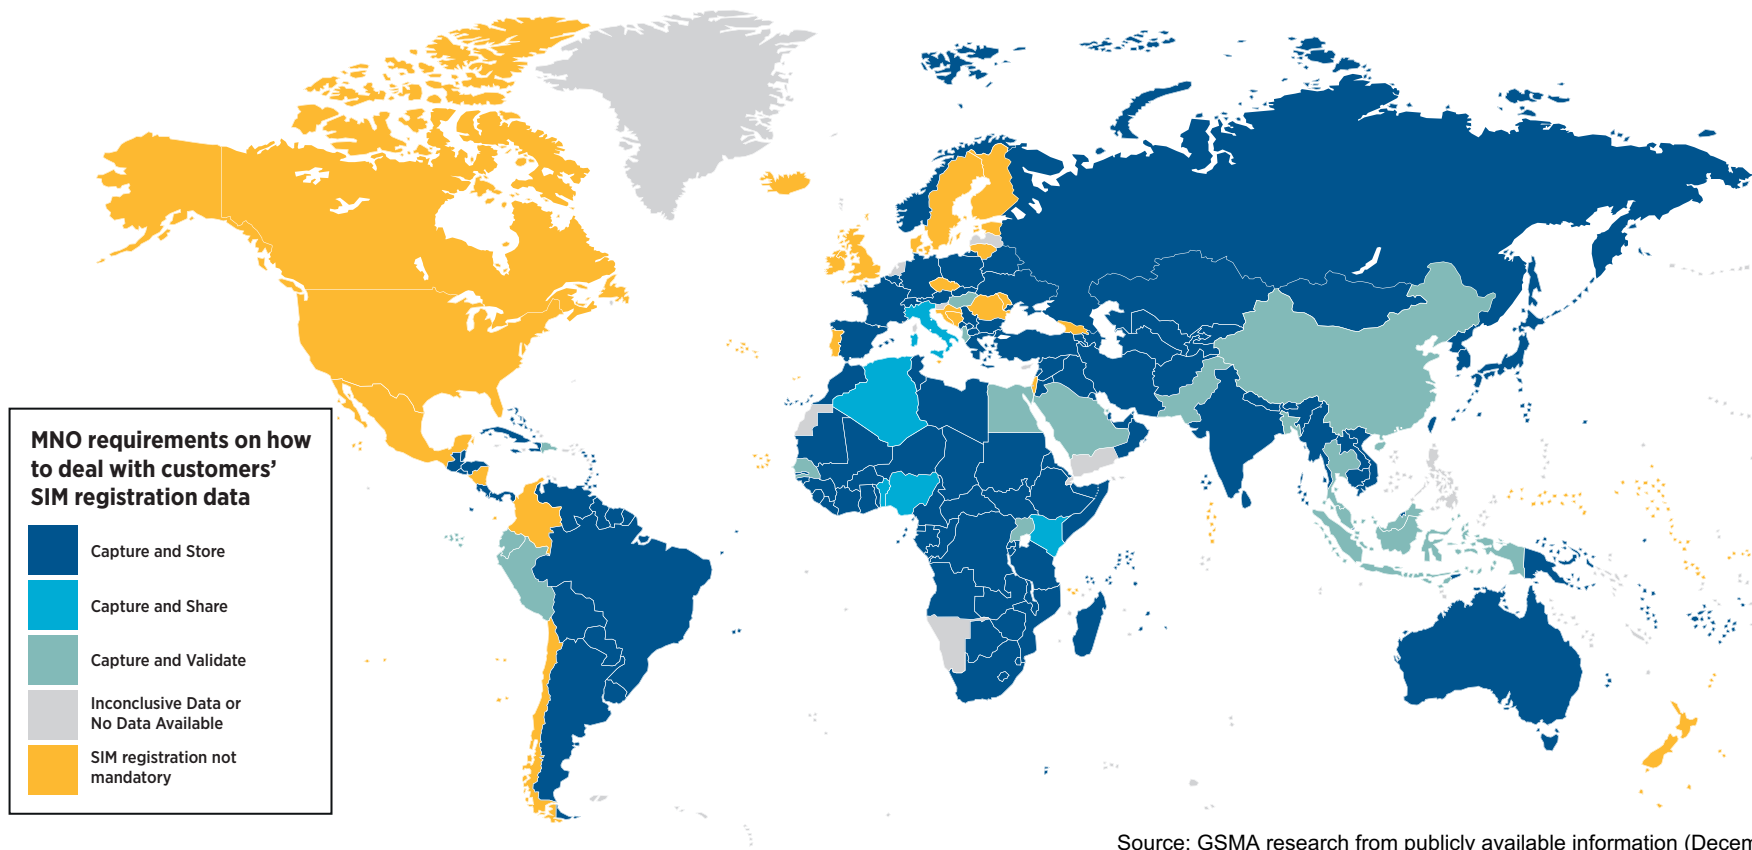 MNO requirements on how
to deal with customers’
SIM registration data
Capture and Store
Capture and Share
Capture and Validate
Inconclusive Data or
No Data Available
SIM registration not
mandatory
Source: GSMA research from publicly available information (Decem